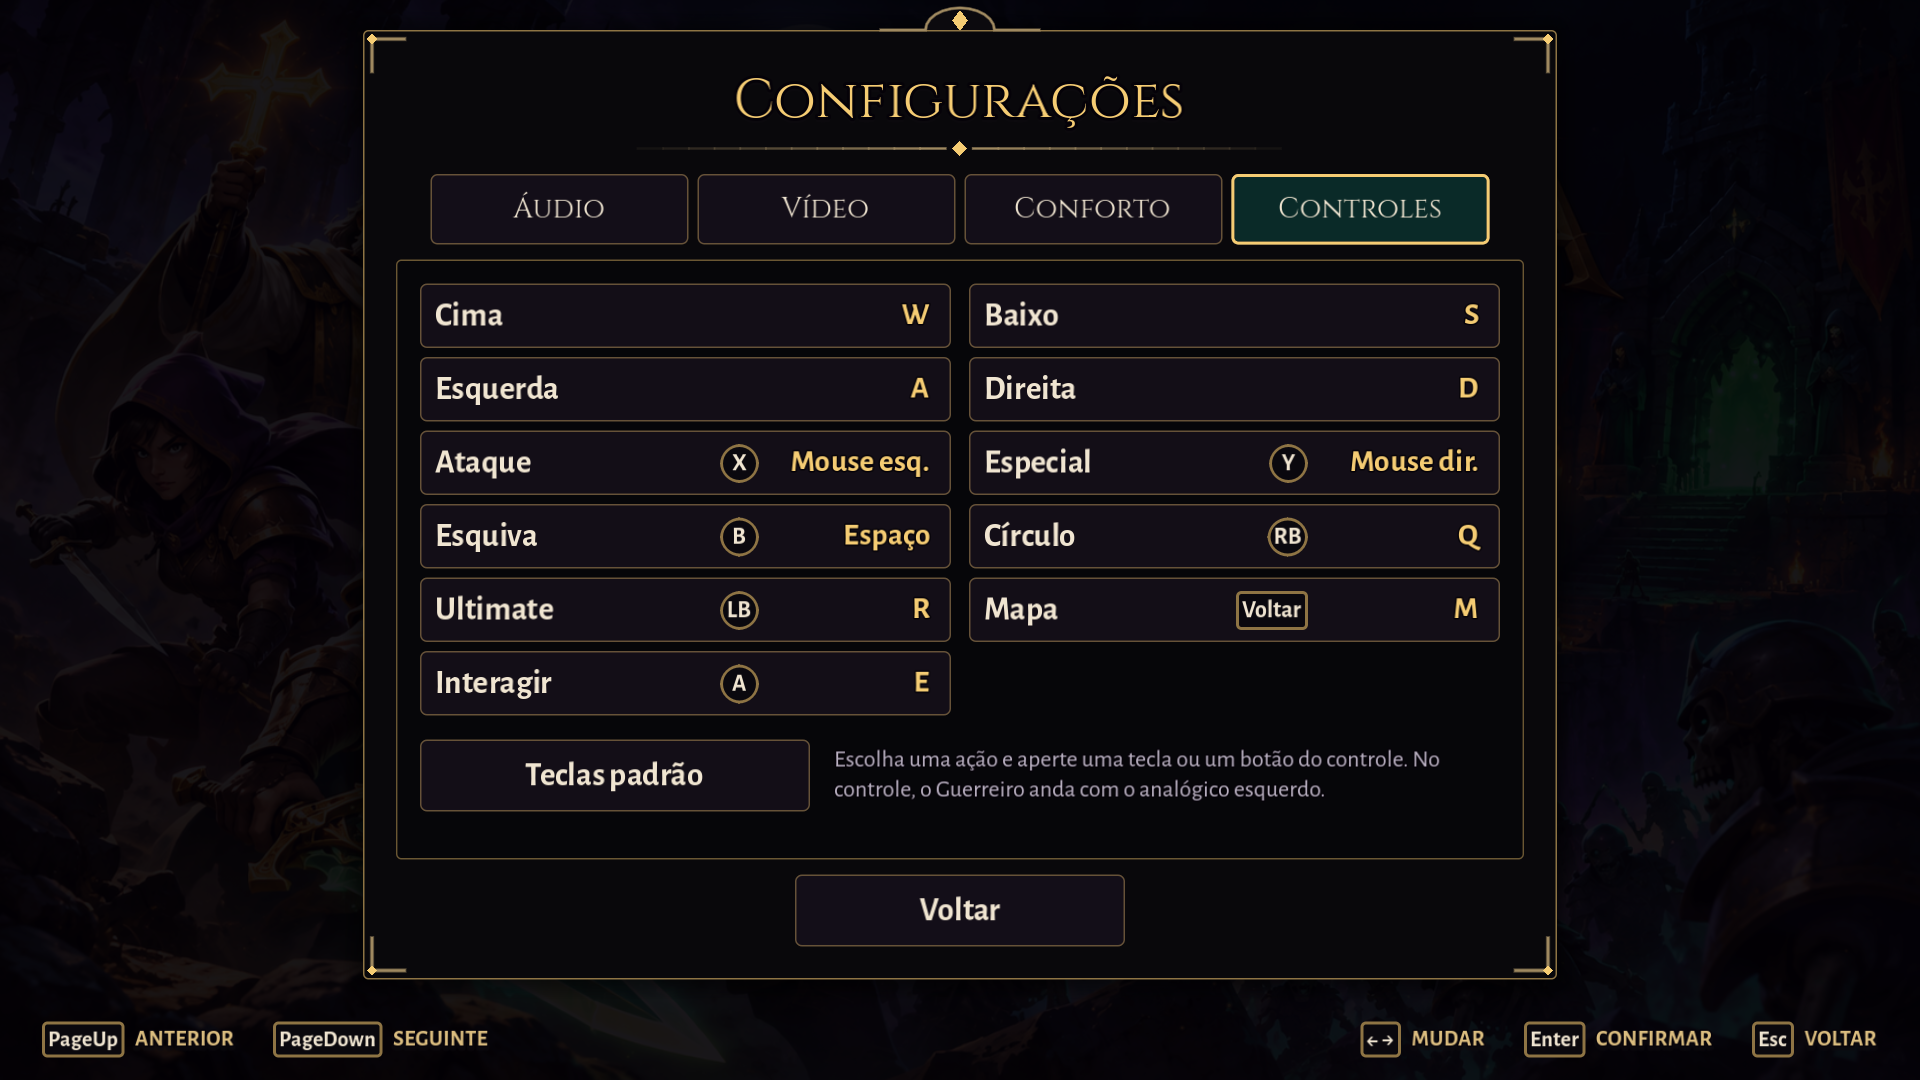 Configurações
Áudio
Vídeo
Conforto
Controles
Cima W
Baixo S
Esquerda A
Direita D
Ataque X Mouse esq.
Especial Y Mouse dir.
Esquiva B Espaço
Círculo RB Q
Ultimate LB R
Mapa Voltar M
Interagir A E
Teclas padrão
Escolha uma ação e aperte uma tecla ou um botão do controle. No
controle, o Guerreiro anda com o analógico esquerdo.
Voltar
PageUp ANTERIOR PageDown SEGUINTE ←→ MUDAR Enter CONFIRMAR Esc VOLTAR